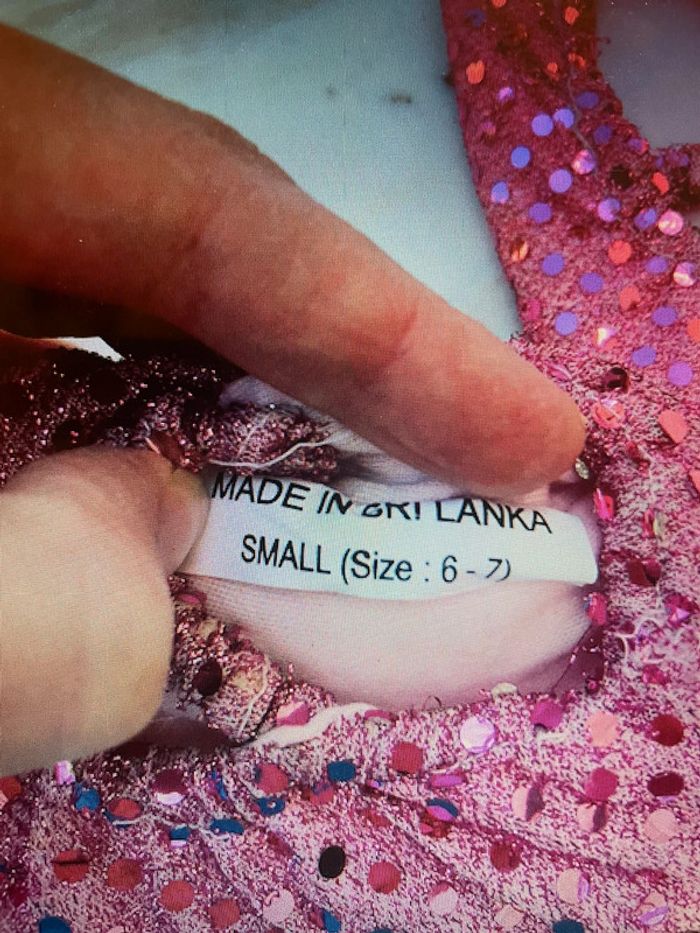 MADE IN SRI LANKA
SMALL (Size : 6 - 7)